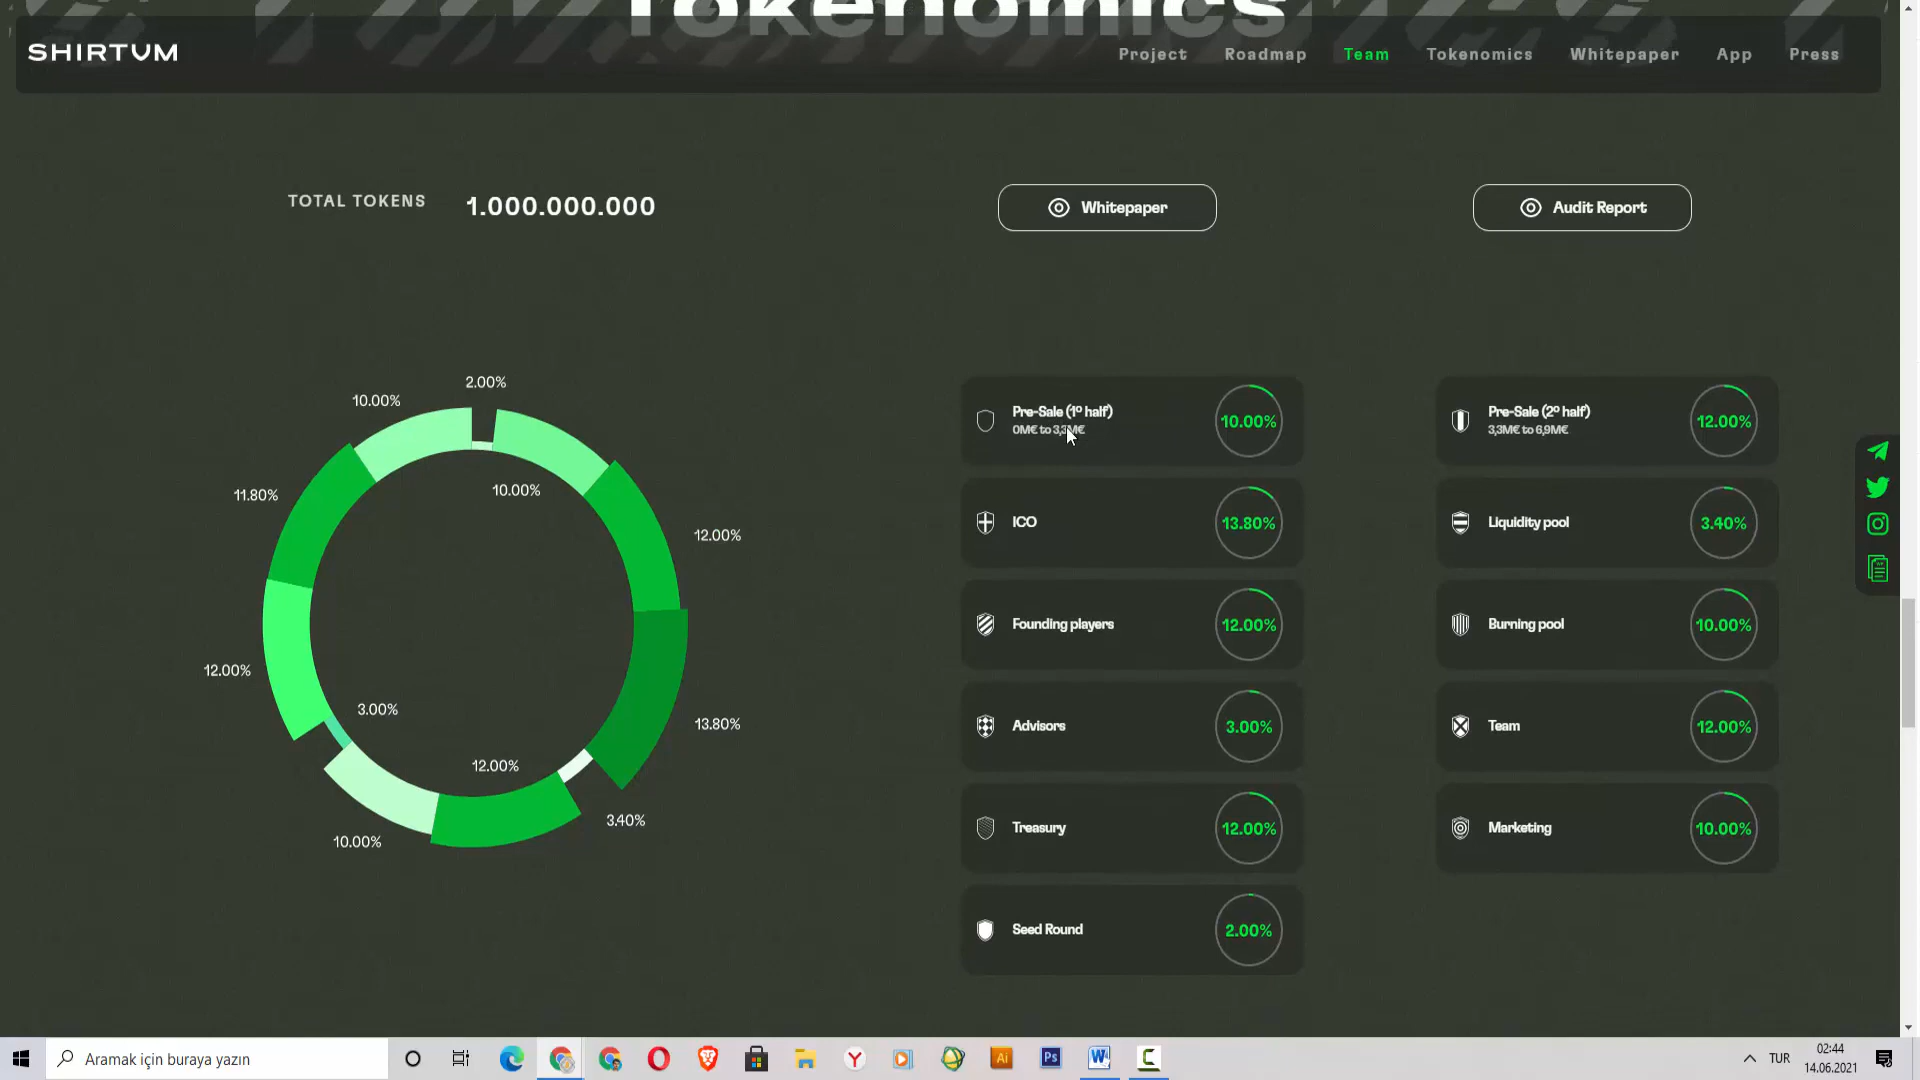 Tokenomics
SHIRTUM
Project
Roadmap
Team
Tokenomics
Whitepaper
App
Press
TOTAL TOKENS
1.000.000.000
Whitepaper
Audit Report
2.00%
10.00%
10.00%
11.80%
12.00%
12.00%
3.00%
13.80%
12.00%
3.40%
10.00%
Pre-Sale (1º half)
0M€ to 3,3M€
10.00%
Pre-Sale (2º half)
3,3M€ to 6,9M€
12.00%
ICO
13.80%
Liquidity pool
3.40%
Founding players
12.00%
Burning pool
10.00%
Advisors
3.00%
Team
12.00%
Treasury
12.00%
Marketing
10.00%
Seed Round
2.00%
Aramak için buraya yazın
TUR
02:44
14.06.2021